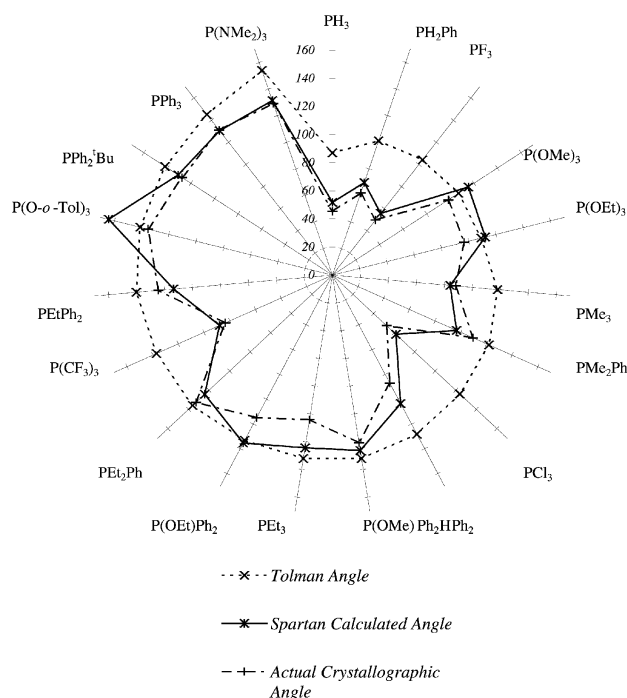 PH3
P(NMe2)3
PH2Ph
PF3
160
140
120
100
80
60
40
20
0
PPh3
P(OMe)3
PPh2tBu
P(O-o -Tol)3
P(OEt)3
PEtPh2
PMe3
P(CF3)3
PMe2Ph
PEt2Ph
PCl3
P(OEt)Ph2
PEt3
P(OMe) Ph2HPh2
Tolman Angle
Spartan Calculated Angle
Actual Crystallographic
Angle